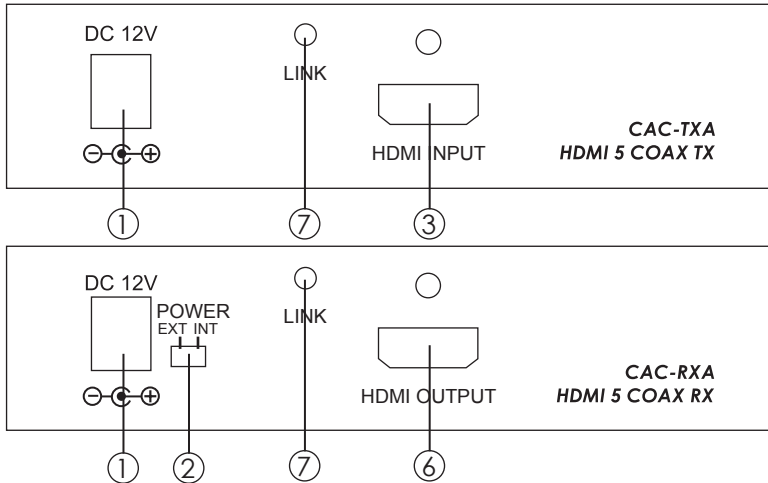 DC 12V
LINK
HDMI INPUT
CAC-TXA
HDMI 5 COAX TX
⊖ ⊕
① ⑦ ③
DC 12V
POWER
EXT INT
LINK
HDMI OUTPUT
CAC-RXA
HDMI 5 COAX RX
⊖ ⊕
① ② ⑦ ⑥